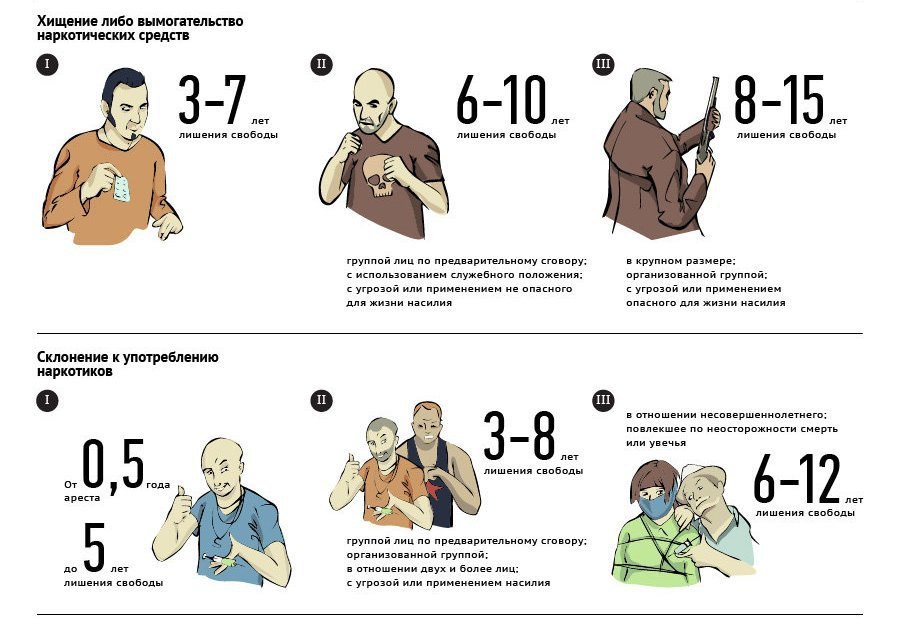 Хищение либо вымогательство
наркотических средств
I
3–7 лет
лишения свободы
II
6–10 лет
лишения свободы
группой лиц по предварительному сговору;
с использованием служебного положения;
с угрозой или применением не опасного
для жизни насилия
III
8–15 лет
лишения свободы
в крупном размере;
организованной группой;
с угрозой или применением
опасного для жизни насилия
Склонение к употреблению
наркотиков
I
От 0,5 года
ареста
до 5 лет
лишения свободы
II
3–8 лет
лишения свободы
группой лиц по предварительному сговору;
организованной группой;
в отношении двух и более лиц;
с угрозой или применением насилия
III
в отношении несовершеннолетнего;
повлекшее по неосторожности смерть
или увечья
6–12 лет
лишения свободы